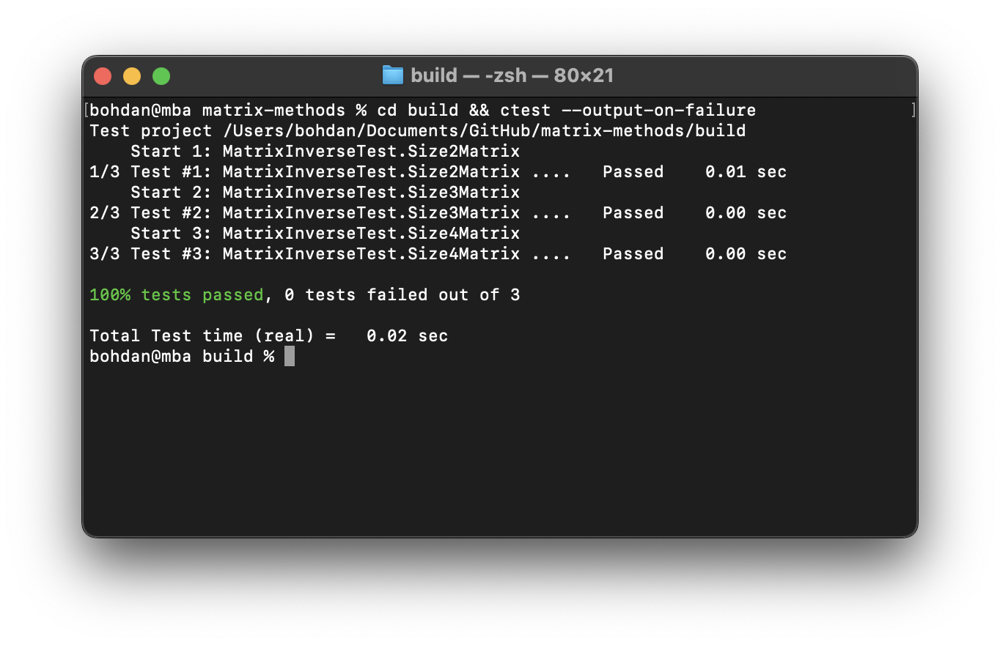 build — -zsh — 80×21
[bohdan@mba matrix-methods % cd build && ctest --output-on-failure ]
Test project /Users/bohdan/Documents/GitHub/matrix-methods/build
    Start 1: MatrixInverseTest.Size2Matrix
1/3 Test #1: MatrixInverseTest.Size2Matrix ....   Passed    0.01 sec
    Start 2: MatrixInverseTest.Size3Matrix
2/3 Test #2: MatrixInverseTest.Size3Matrix ....   Passed    0.00 sec
    Start 3: MatrixInverseTest.Size4Matrix
3/3 Test #3: MatrixInverseTest.Size4Matrix ....   Passed    0.00 sec
100% tests passed, 0 tests failed out of 3
Total Test time (real) =   0.02 sec
bohdan@mba build %